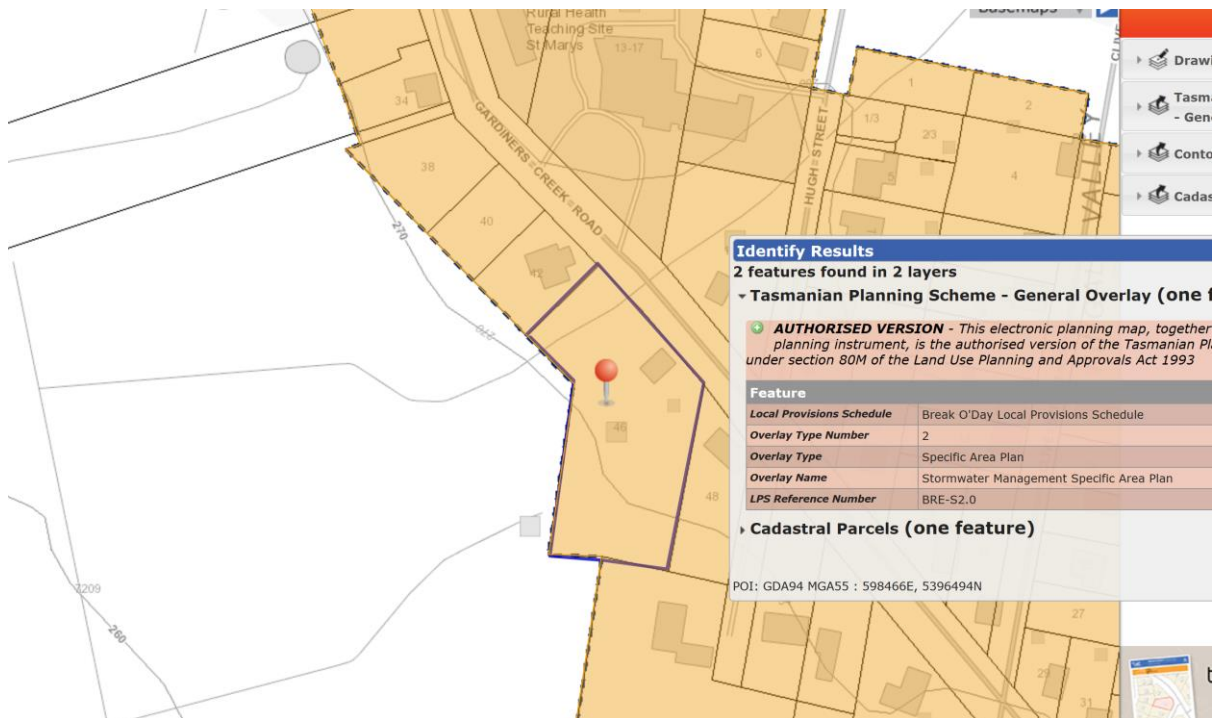 Rural Health
Teaching Site
St Marys
13-17
6
34
38
40
42
46
48
GARDINERS CREEK ROAD
HUGH STREET
1
2
1/3
2/3
4
5
7
270
270
7209
260
27
29
31
Basemaps
CLIVE
VALLEY
Drawi
Tasma
- Gene
Conto
Cadas
Identify Results
2 features found in 2 layers
Tasmanian Planning Scheme - General Overlay (one f
AUTHORISED VERSION - This electronic planning map, together
planning instrument, is the authorised version of the Tasmanian Pla
under section 80M of the Land Use Planning and Approvals Act 1993
Feature
Local Provisions Schedule Break O'Day Local Provisions Schedule
Overlay Type Number 2
Overlay Type Specific Area Plan
Overlay Name Stormwater Management Specific Area Plan
LPS Reference Number BRE-S2.0
Cadastral Parcels (one feature)
POI: GDA94 MGA55 : 598466E, 5396494N